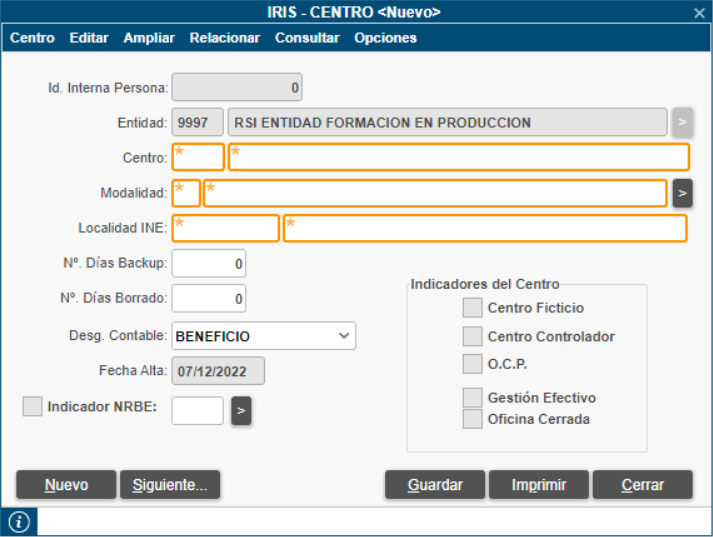 IRIS - CENTRO <Nuevo>
Centro Editar Ampliar Relacionar Consultar Opciones
Id. Interna Persona: 0
Entidad: 9997 RSI ENTIDAD FORMACION EN PRODUCCION >
Centro: * *
Modalidad: * * >
Localidad INE: * *
Nº. Días Backup: 0
Nº. Días Borrado: 0
Desg. Contable: BENEFICIO
Fecha Alta: 07/12/2022
Indicador NRBE: >
Indicadores del Centro
Centro Ficticio
Centro Controlador
O.C.P.
Gestión Efectivo
Oficina Cerrada
Nuevo Siguiente... Guardar Imprimir Cerrar